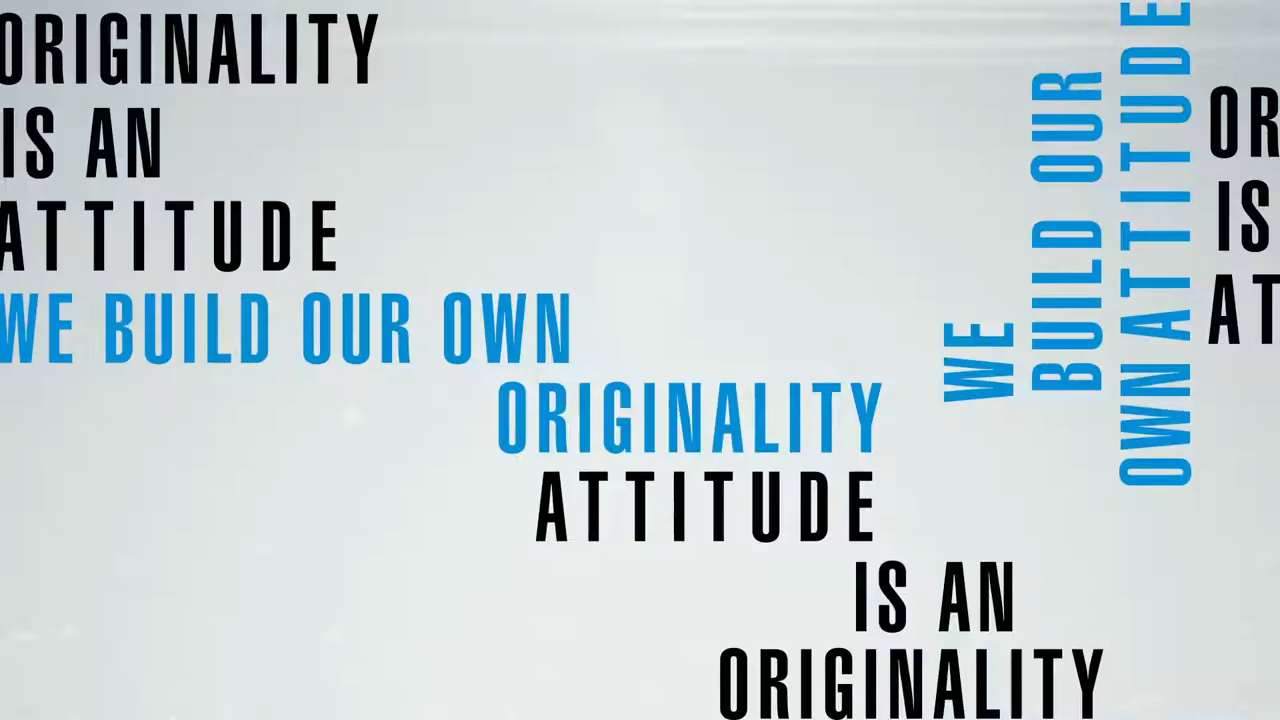 ORIGINALITY
IS AN
ATTITUDE
WE BUILD OUR OWN
ORIGINALITY
ATTITUDE
IS AN
ORIGINALITY
WE
BUILD OUR
OWN ATTITUDE
OR
IS
AT